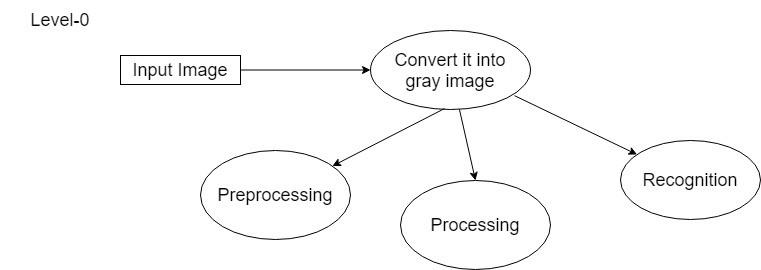 Level-0
Input Image
Convert it into
gray image
Preprocessing
Processing
Recognition